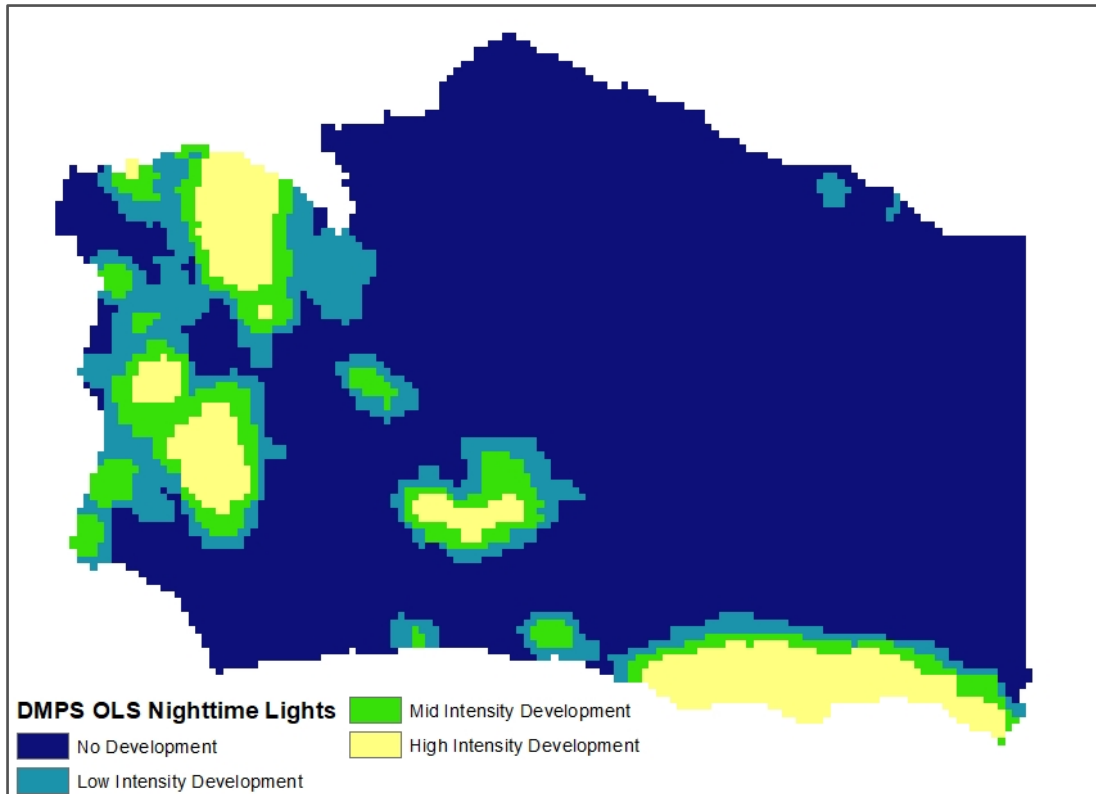 DMPS OLS Nighttime Lights
No Development
Low Intensity Development
Mid Intensity Development
High Intensity Development